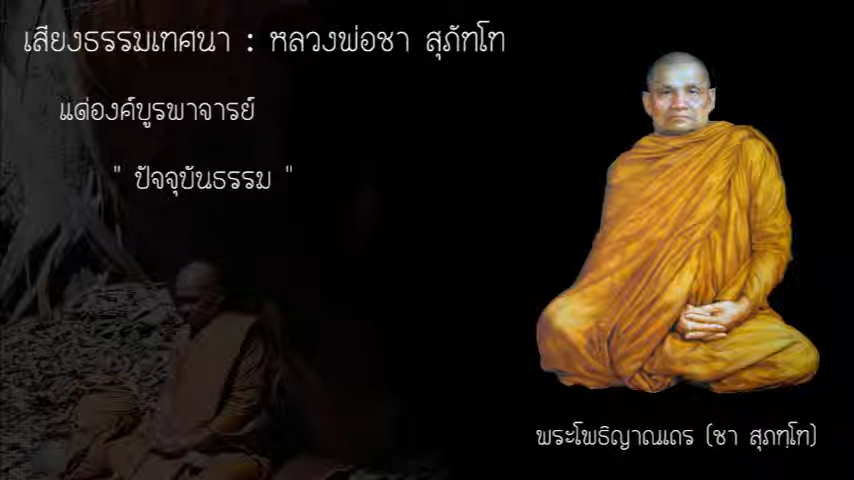 เสียงธรรมเทศนา : หลวงพ่อชา สุภัทโท
แด่องค์บูรพาจารย์
" ปัจจุบันธรรม "
พระโพธิญาณเถร (ชา สุภทฺโท)